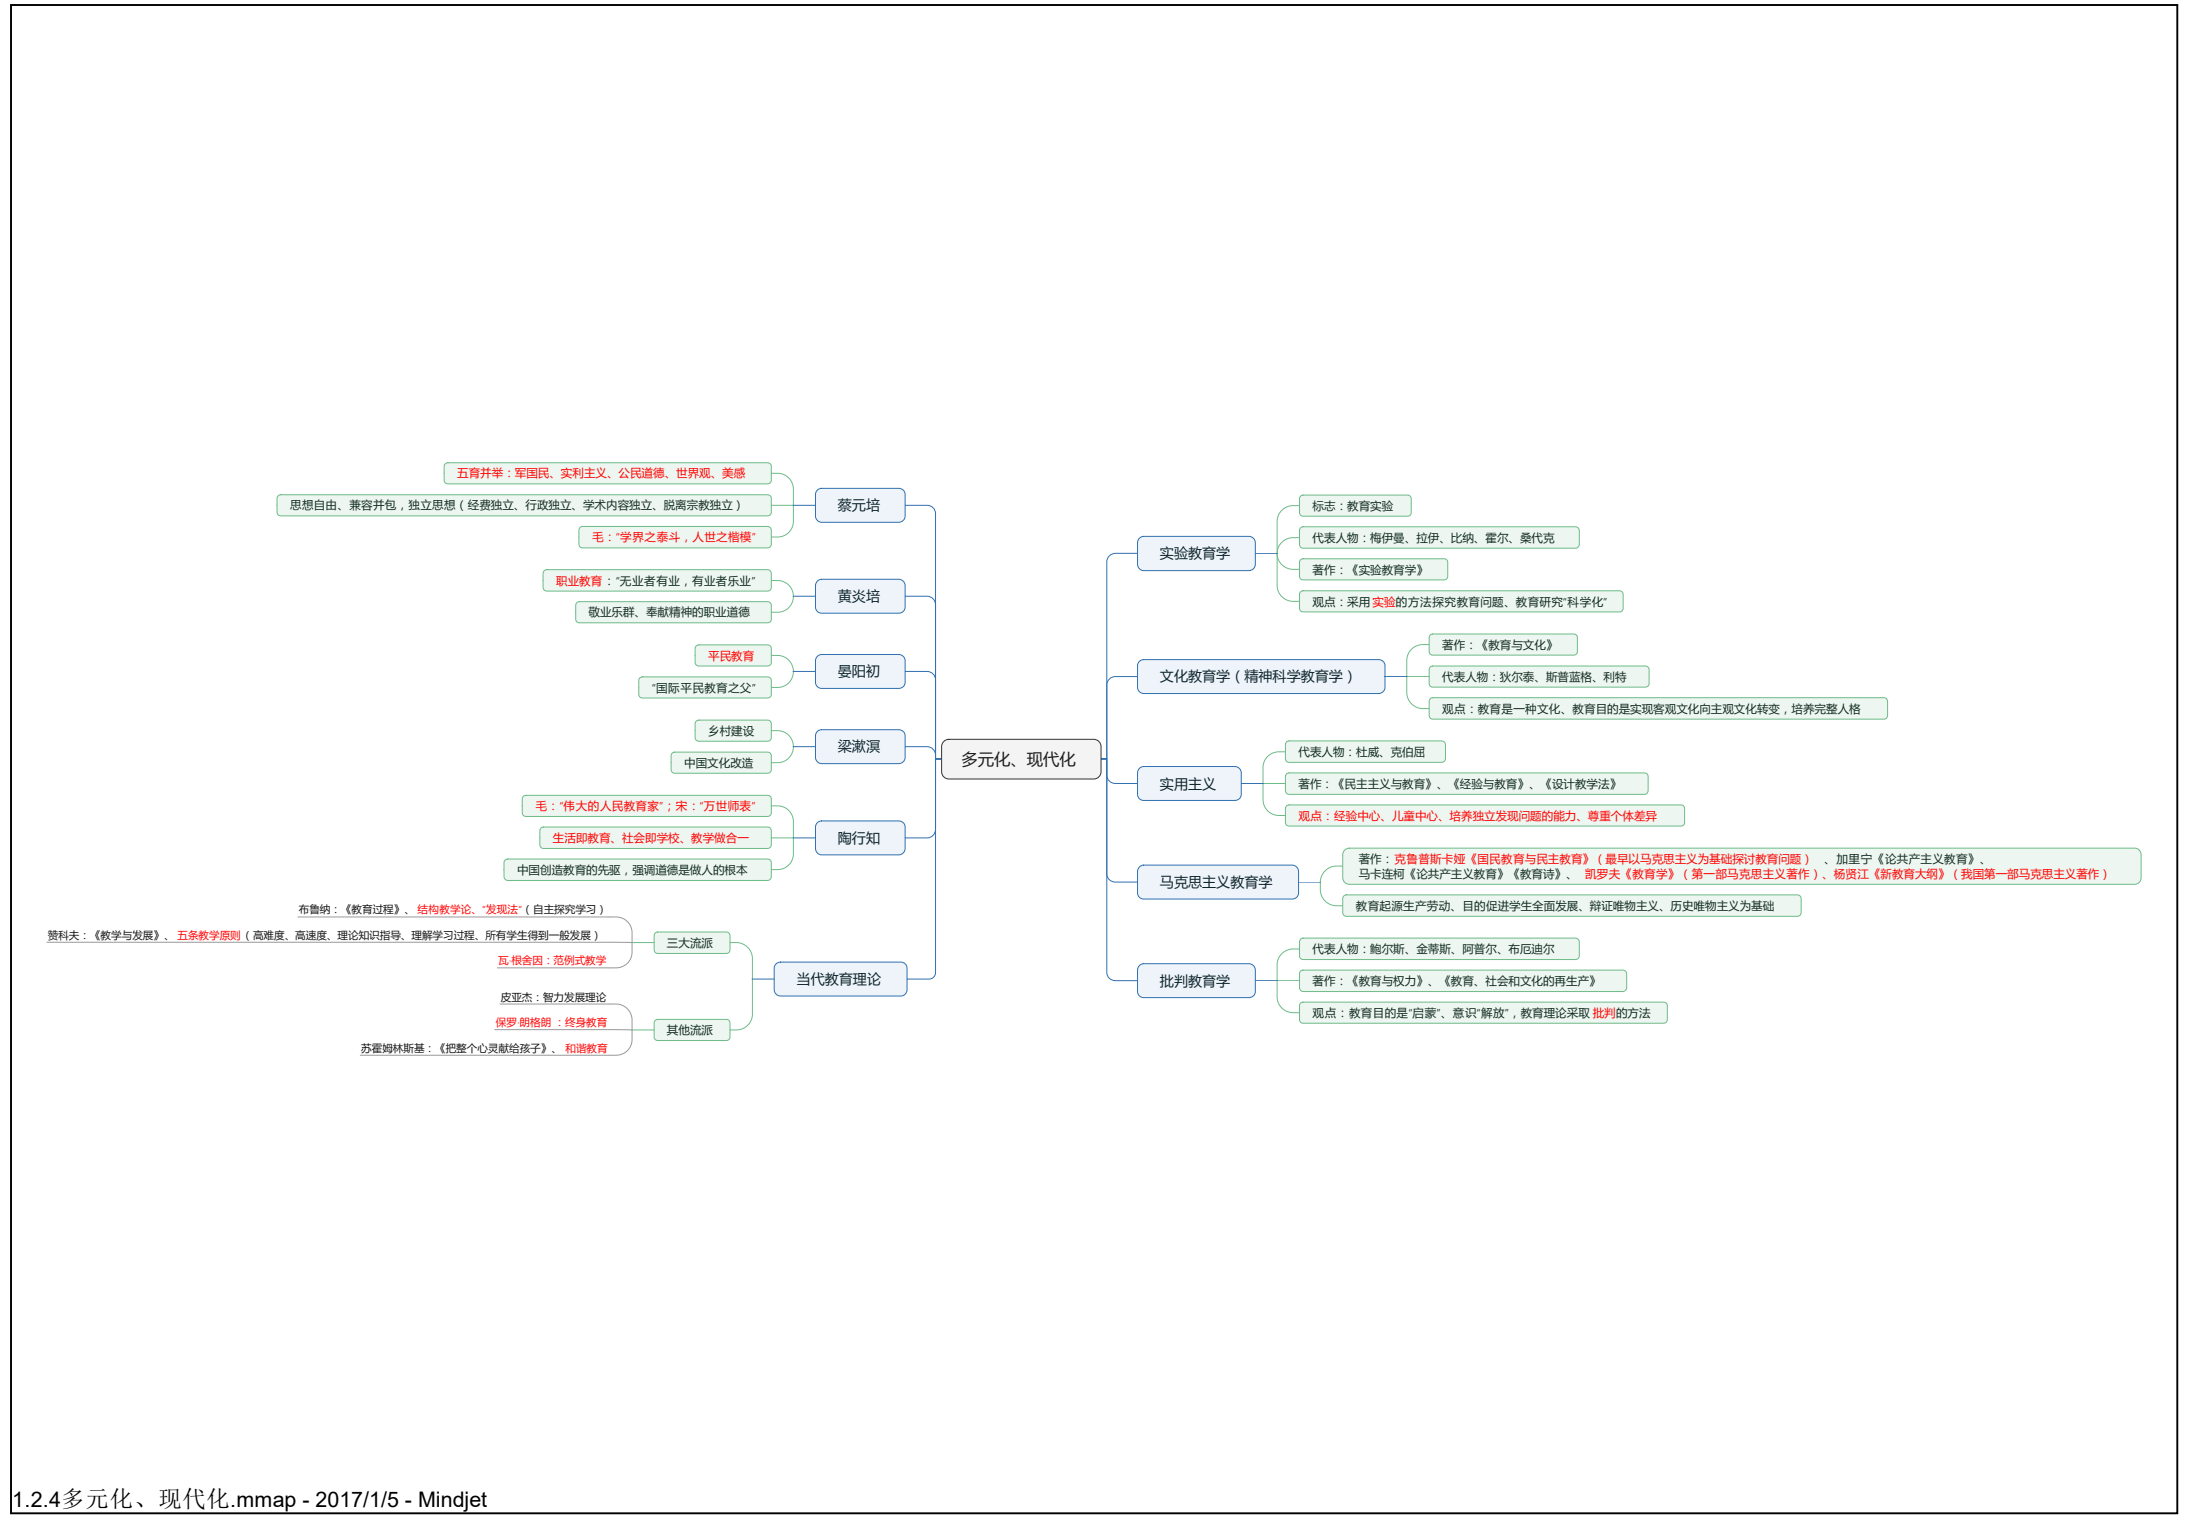 多元化、现代化
实验教育学
标志：教育实验
代表人物：梅伊曼、拉伊、比纳、霍尔、桑代克
著作：《实验教育学》
观点：采用实验的方法探究教育问题、教育研究“科学化”
文化教育学（精神科学教育学）
著作：《教育与文化》
代表人物：狄尔泰、斯普蓝格、利特
观点：教育是一种文化、教育目的是实现客观文化向主观文化转变，培养完整人格
实用主义
代表人物：杜威、克伯屈
著作：《民主主义与教育》、《经验与教育》、《设计教学法》
观点：经验中心、儿童中心、培养独立发现问题的能力、尊重个体差异
马克思主义教育学
著作：克鲁普斯卡娅《国民教育与民主教育》（最早以马克思主义为基础探讨教育问题）、加里宁《论共产主义教育》、
马卡连柯《论共产主义教育》《教育诗》、凯罗夫《教育学》（第一部马克思主义著作）、杨贤江《新教育大纲》（我国第一部马克思主义著作）
教育起源生产劳动、目的促进学生全面发展、辩证唯物主义、历史唯物主义为基础
批判教育学
代表人物：鲍尔斯、金蒂斯、阿普尔、布厄迪尔
著作：《教育与权力》、《教育、社会和文化的再生产》
观点：教育目的是“启蒙”、意识“解放”，教育理论采取批判的方法
蔡元培
五育并举：军国民、实利主义、公民道德、世界观、美感
思想自由、兼容并包，独立思想（经费独立、行政独立、学术内容独立、脱离宗教独立）
毛：“学界之泰斗，人世之楷模”
黄炎培
职业教育：“无业者有业，有业者乐业”
敬业乐群、奉献精神的职业道德
晏阳初
平民教育
“国际平民教育之父”
梁漱溟
乡村建设
中国文化改造
陶行知
毛：“伟大的人民教育家”；宋：“万世师表”
生活即教育、社会即学校、教学做合一
中国创造教育的先驱，强调道德是做人的根本
当代教育理论
三大流派
布鲁纳：《教育过程》、结构教学论、“发现法”（自主探究学习）
赞科夫：《教学与发展》、五条教学原则（高难度、高速度、理论知识指导、理解学习过程、所有学生得到一般发展）
瓦·根舍因：范例式教学
其他流派
皮亚杰：智力发展理论
保罗·朗格朗 ：终身教育
苏霍姆林斯基：《把整个心灵献给孩子》、和谐教育
1.2.4多元化、现代化.mmap - 2017/1/5 - Mindjet